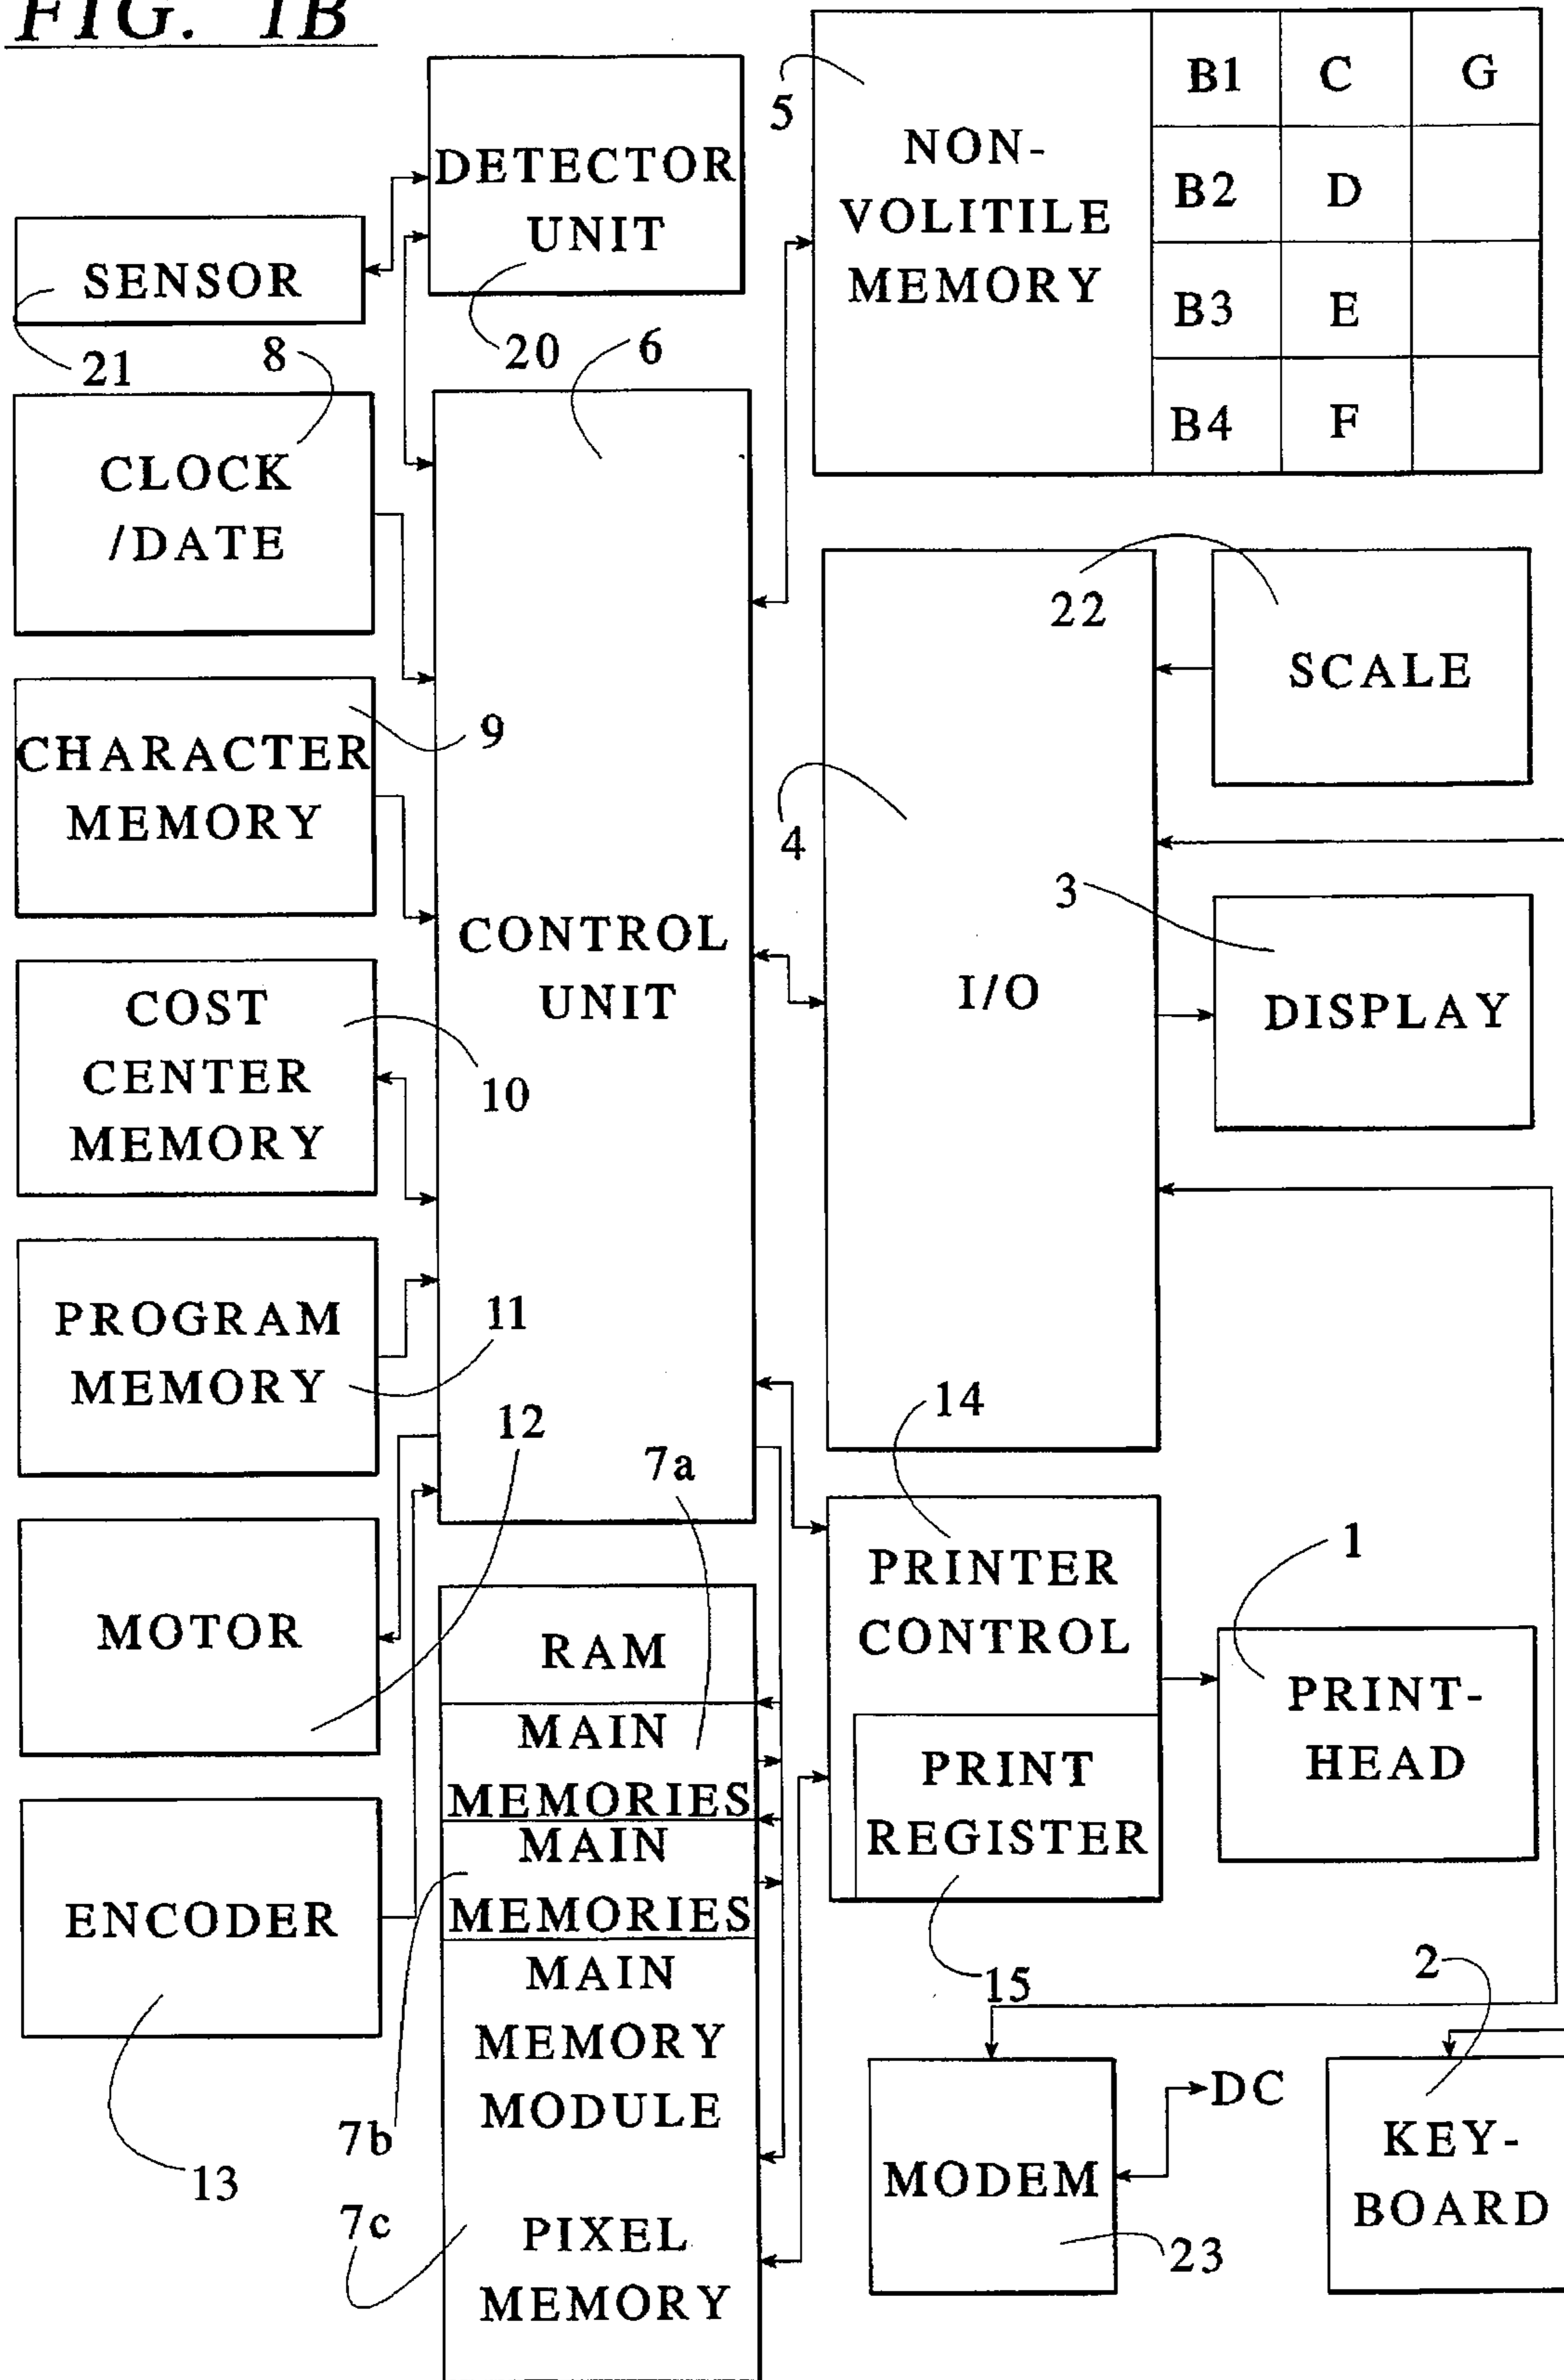 FIG. 1B
DETECTOR
UNIT
20
SENSOR
21
5
NON-
VOLITILE
MEMORY
B1 C G
B2 D
B3 E
B4 F
8
CLOCK
/DATE
6
CONTROL
UNIT
CHARACTER
MEMORY
9
COST
CENTER
MEMORY
10
PROGRAM
MEMORY
11
12
MOTOR
ENCODER
13
4
I/O
22
SCALE
3
DISPLAY
7a
RAM
MAIN
MEMORIES
MAIN
MEMORIES
MAIN
MEMORY
MODULE
7b
7c
PIXEL
MEMORY
14
PRINTER
CONTROL
PRINT
REGISTER
15
1
PRINT-
HEAD
MODEM
23
DC
2
KEY-
BOARD